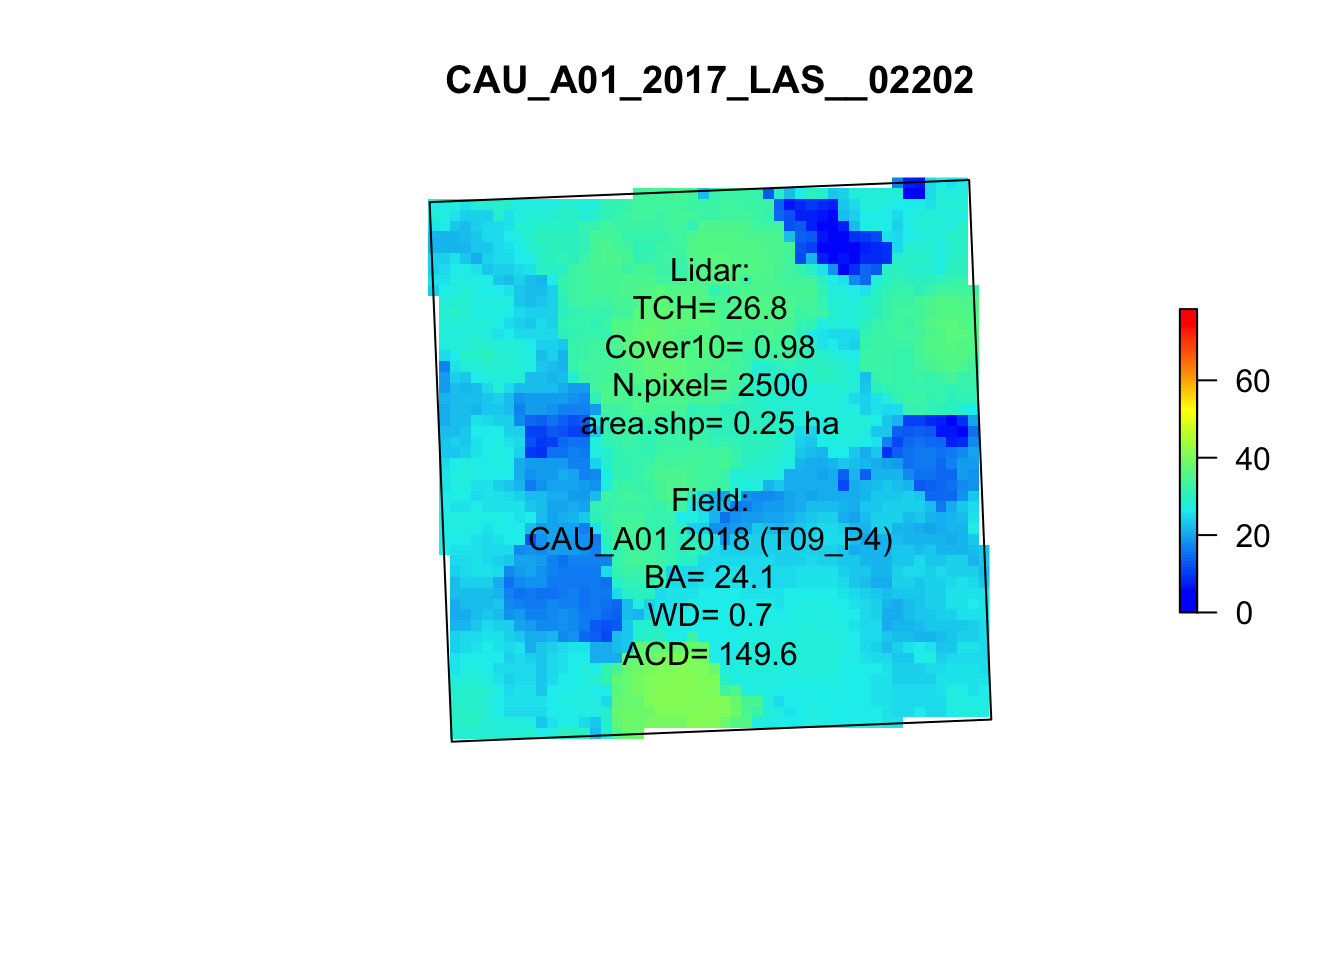 CAU_A01_2017_LAS__02202
Lidar:
TCH= 26.8
Cover10= 0.98
N.pixel= 2500
area.shp= 0.25 ha
Field:
CAU_A01 2018 (T09_P4)
BA= 24.1
WD= 0.7
ACD= 149.6
60
40
20
0